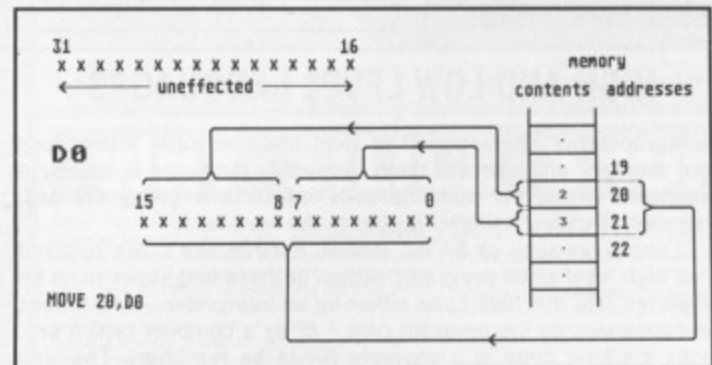 31 16
x x x x x x x x x x x x x x x x
uneffected
memory
contents addresses
D0
. 19
15 8 7 0
2 20
x x x x x x x x x x x x x x x x
3 21
. 22
MOVE 20,D0